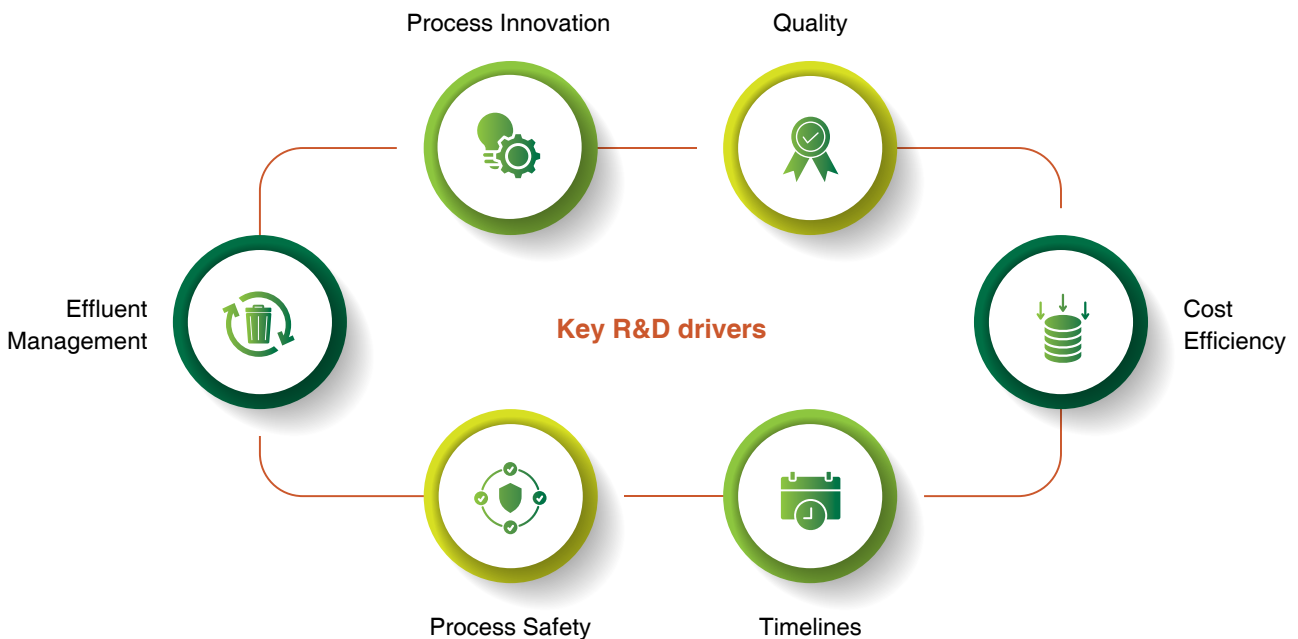 Process Innovation
Quality
Effluent
Management
Key R&D drivers
Cost
Efficiency
Process Safety
Timelines